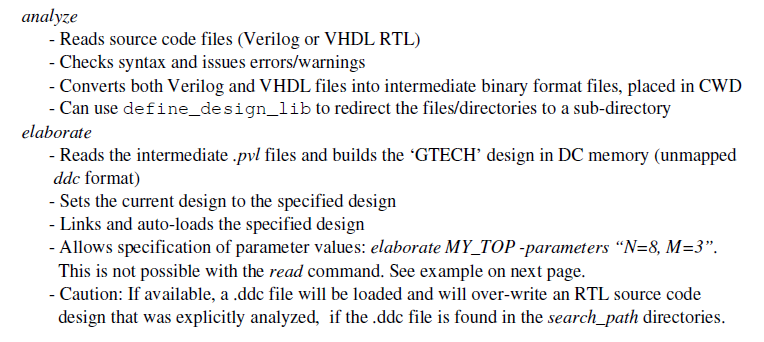 analyze
- Reads source code files (Verilog or VHDL RTL)
- Checks syntax and issues errors/warnings
- Converts both Verilog and VHDL files into intermediate binary format files, placed in CWD
- Can use define_design_lib to redirect the files/directories to a sub-directory
elaborate
- Reads the intermediate .pvl files and builds the ‘GTECH’ design in DC memory (unmapped
ddc format)
- Sets the current design to the specified design
- Links and auto-loads the specified design
- Allows specification of parameter values: elaborate MY_TOP -parameters “N=8, M=3”.
This is not possible with the read command. See example on next page.
- Caution: If available, a .ddc file will be loaded and will over-write an RTL source code
design that was explicitly analyzed, if the .ddc file is found in the search_path directories.